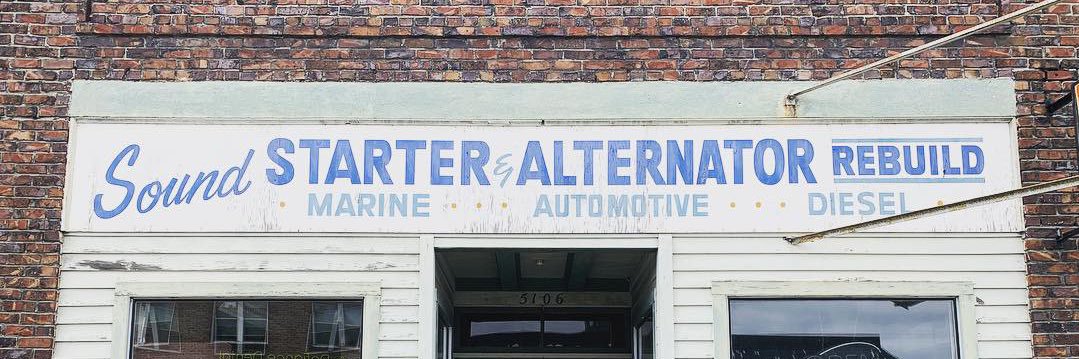 Sound STARTER & ALTERNATOR REBUILD
· MARINE · · · AUTOMOTIVE · · · DIESEL ·
5106